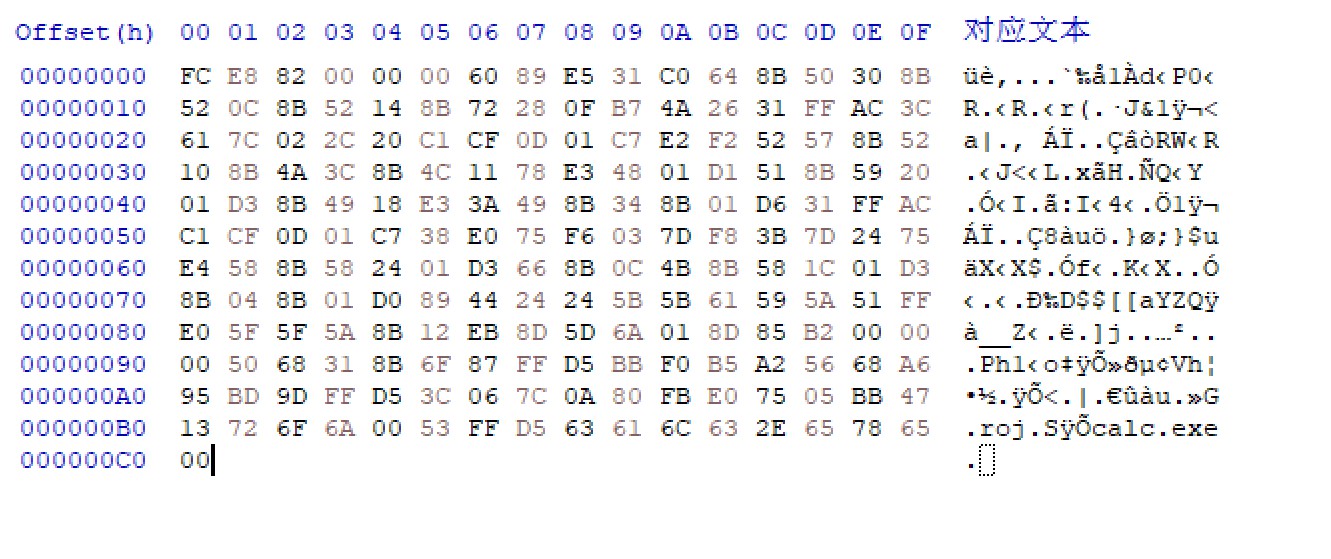 Offset(h) 00 01 02 03 04 05 06 07 08 09 0A 0B 0C 0D 0E 0F 对应文本
00000000 FC E8 82 00 00 00 60 89 E5 31 C0 64 8B 50 30 8B üè‚...`‰å1Àd‹P0‹
00000010 52 0C 8B 52 14 8B 72 28 0F B7 4A 26 31 FF AC 3C R.‹R.‹r(.·J&1ÿ¬<
00000020 61 7C 02 2C 20 C1 CF 0D 01 C7 E2 F2 52 57 8B 52 a|., ÁÏ..ÇâòRW‹R
00000030 10 8B 4A 3C 8B 4C 11 78 E3 48 01 D1 51 8B 59 20 .‹J<‹L.xãH.ÑQ‹Y
00000040 01 D3 8B 49 18 E3 3A 49 8B 34 8B 01 D6 31 FF AC .Ó‹I.ã:I‹4‹.Ö1ÿ¬
00000050 C1 CF 0D 01 C7 38 E0 75 F6 03 7D F8 3B 7D 24 75 ÁÏ..Ç8àuö.}ø;}$u
00000060 E4 58 8B 58 24 01 D3 66 8B 0C 4B 8B 58 1C 01 D3 äX‹X$.Óf‹.K‹X..Ó
00000070 8B 04 8B 01 D0 89 44 24 24 5B 5B 61 59 5A 51 FF ‹.‹.ЉD$$[[aYZQÿ
00000080 E0 5F 5F 5A 8B 12 EB 8D 5D 6A 01 8D 85 B2 00 00 à__Z‹.ë.]j..…²..
00000090 00 50 68 31 8B 6F 87 FF D5 BB F0 B5 A2 56 68 A6 .Ph1‹o‡ÿÕ»ðµ¢Vh¦
000000A0 95 BD 9D FF D5 3C 06 7C 0A 80 FB E0 75 05 BB 47 •½.ÿÕ<.|.€ûàu.»G
000000B0 13 72 6F 6A 00 53 FF D5 63 61 6C 63 2E 65 78 65 .roj.SÿÕcalc.exe
000000C0 00 .